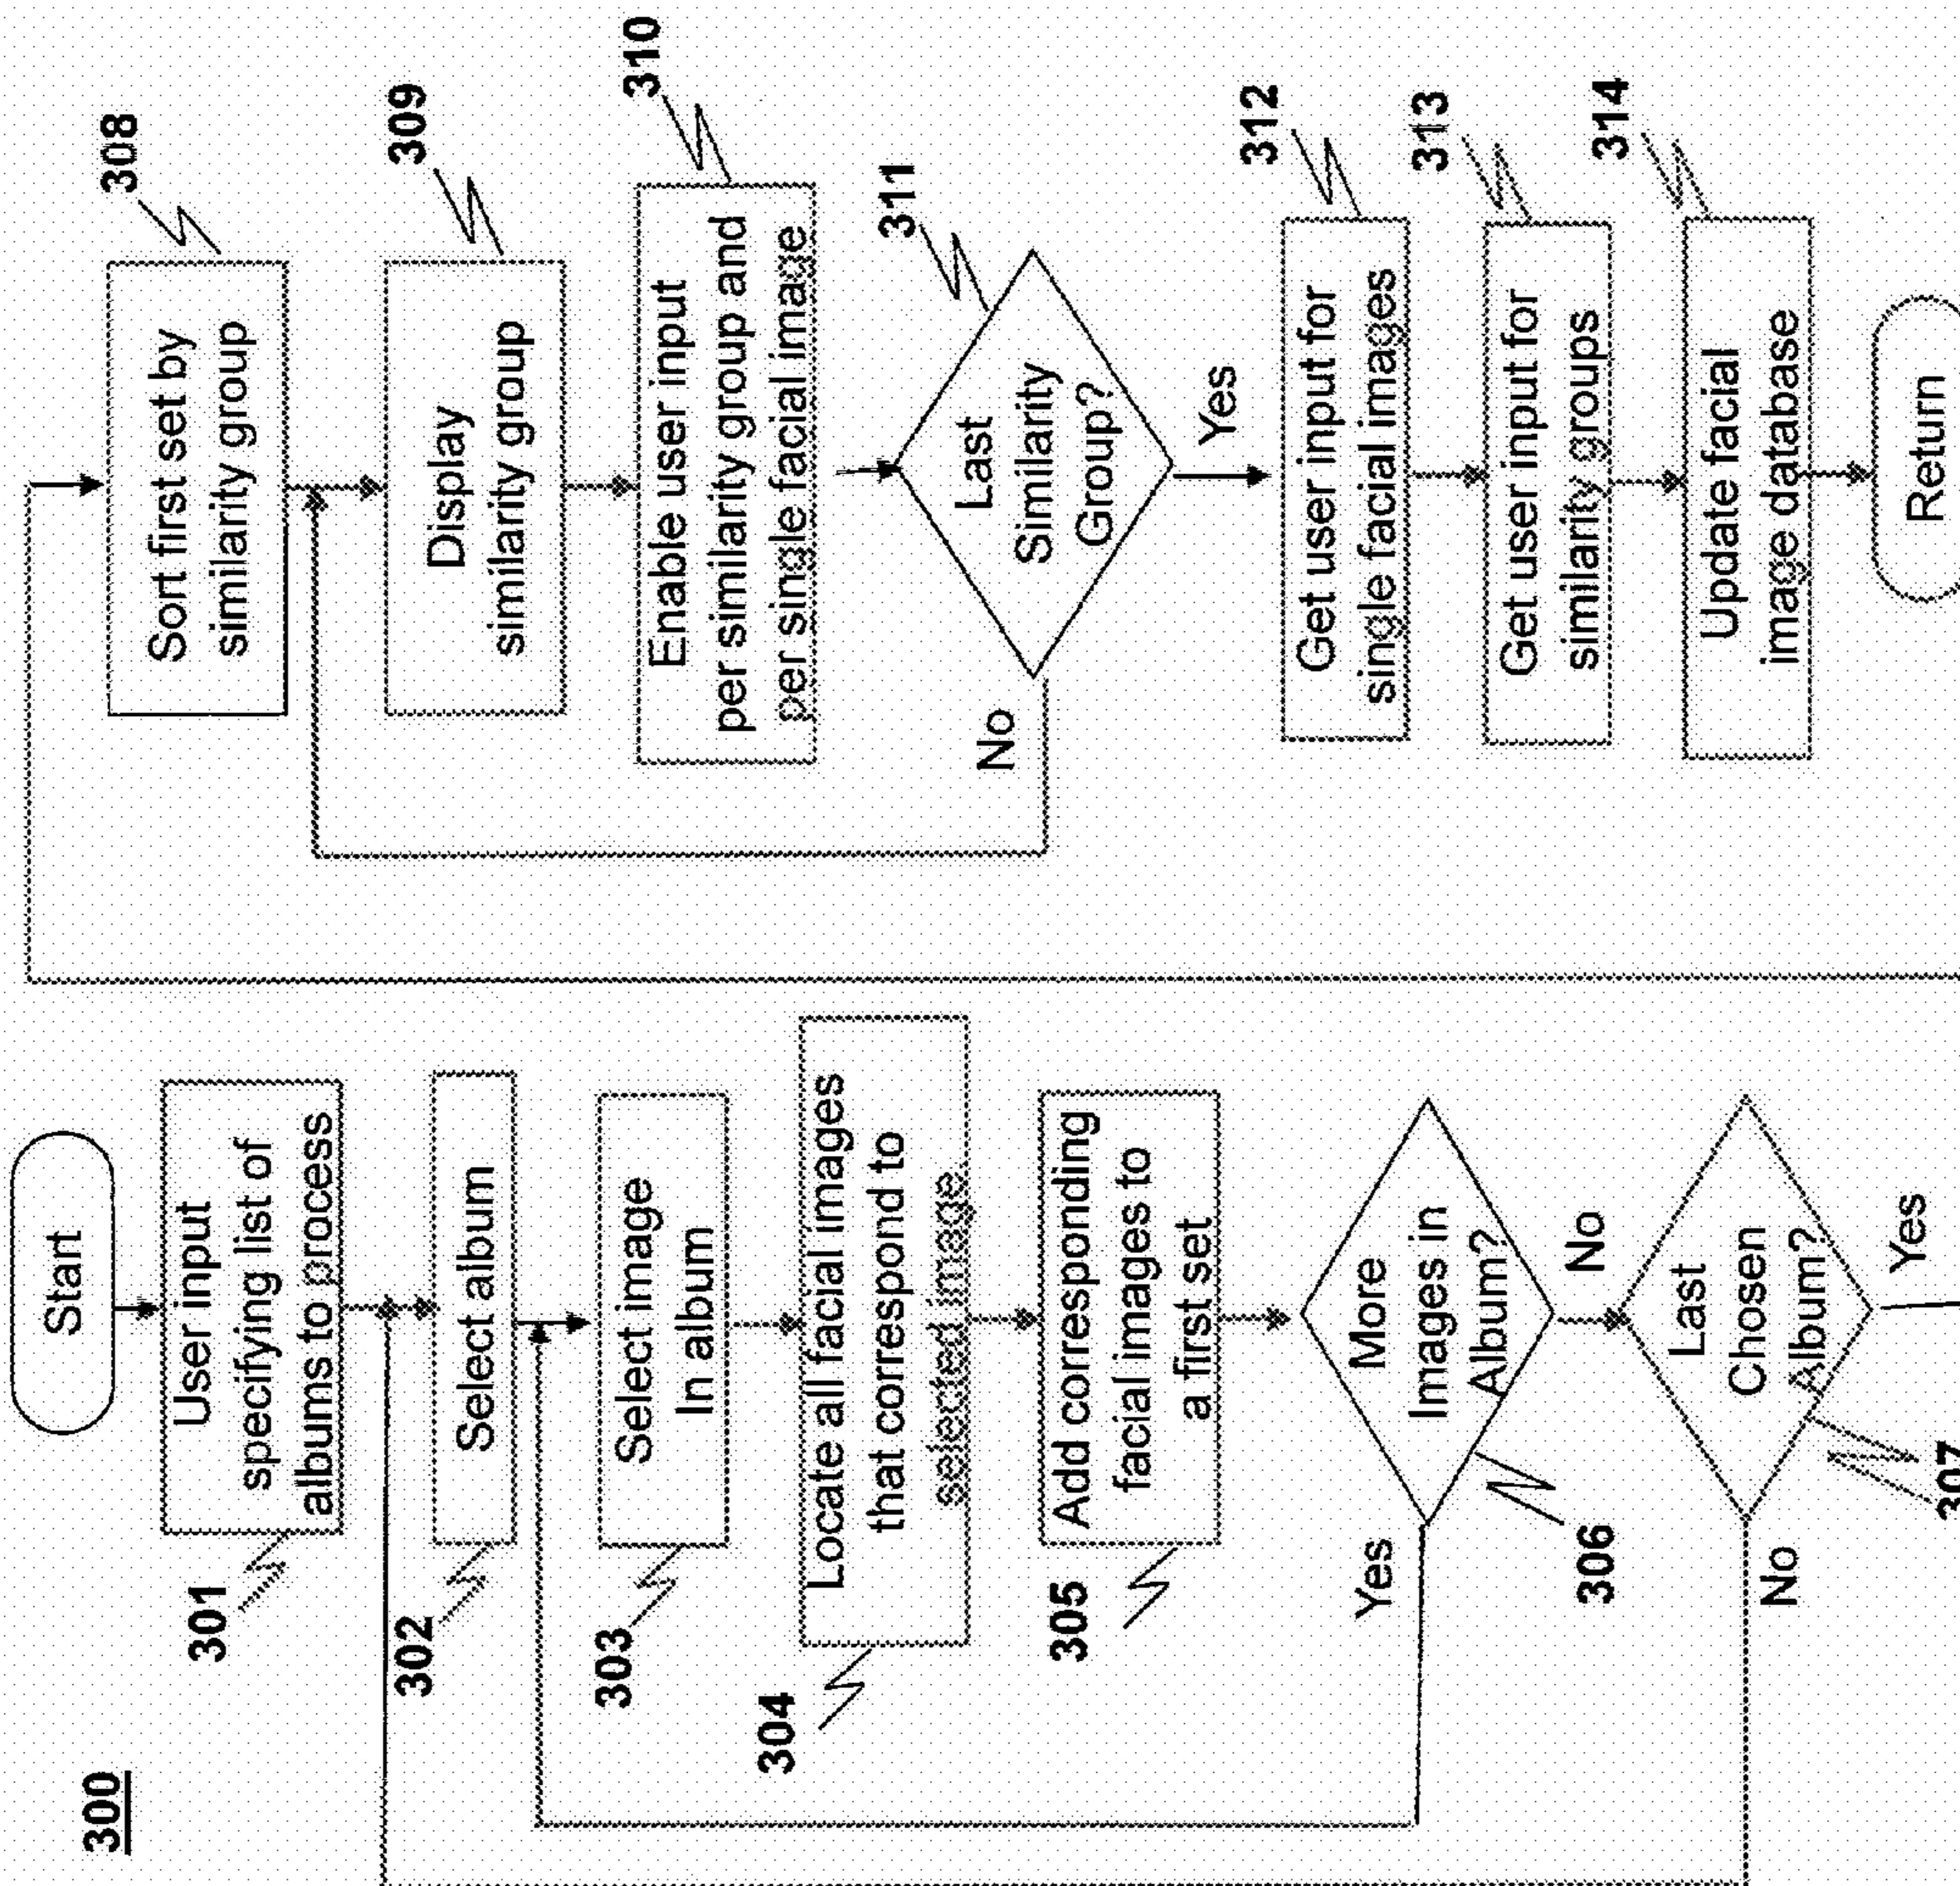 300
Start
User input
specifying list of
albums to process
301
Select album
302
Select image
In album
303
Locate all facial images
that correspond to
selected image
304
Add corresponding
facial images to
a first set
305
More
Images in
Album?
Yes
No
306
Last
Chosen
Album?
No
Yes
307
Sort first set by
similarity group
308
Display
similarity group
309
Enable user input
per similarity group and
per single facial image
310
Last
Similarity
Group?
311
No
Yes
Get user input for
single facial images
312
Get user input for
similarity groups
313
Update facial
image database
314
Return